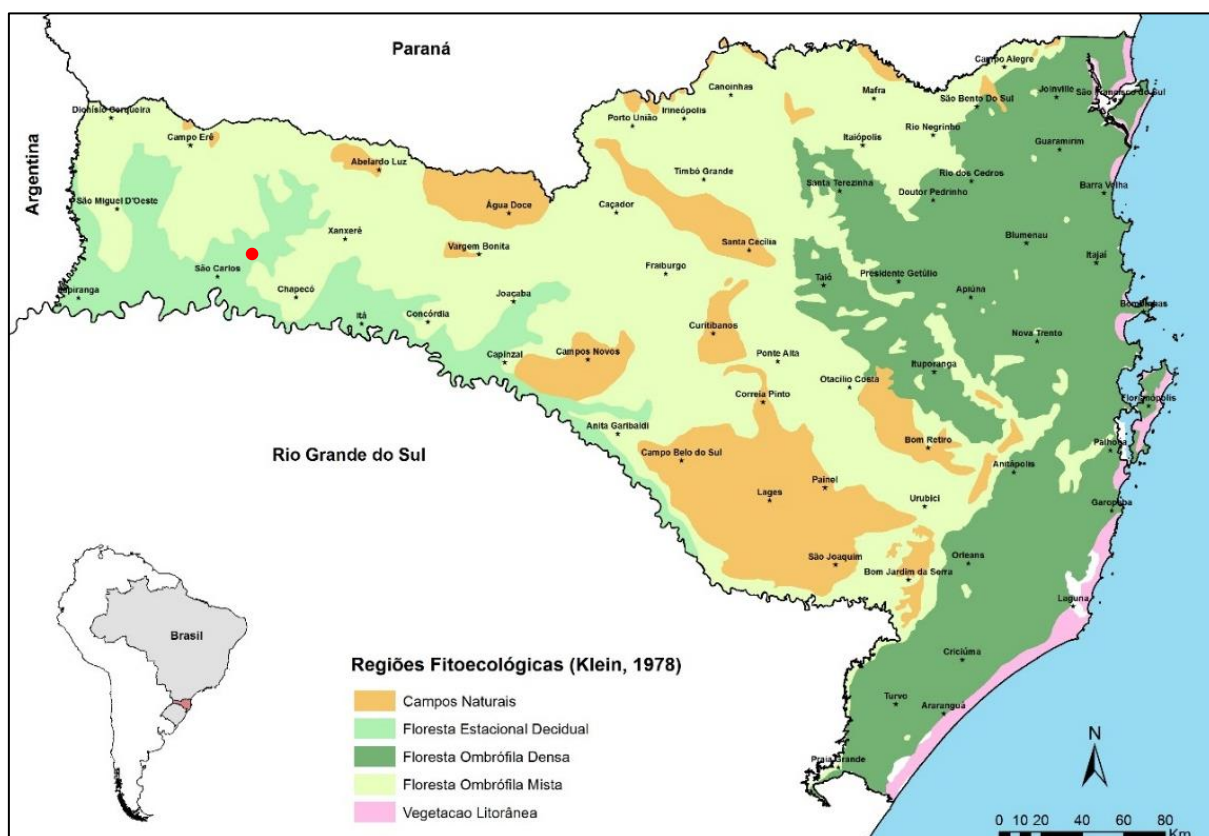 Paraná
Campo Alegre
Canoinhas
Mafra
Joinville
São Francisco do Sul
São Bento Do Sul
Dionísio Cerqueira
Irineópolis
Porto União
Rio Negrinho
Campo Erê
Itaiópolis
Guaramirim
Argentina
Abelardo Luz
Timbó Grande
Rio dos Cedros
Santa Terezinha
Barra Velha
Doutor Pedrinho
São Miguel D'Oeste
Água Doce
Caçador
Xanxerê
Blumenau
Vargem Bonita
Santa Cecília
Itajaí
São Carlos
Fraiburgo
Presidente Getúlio
Taió
Chapecó
Joaçaba
Apiúna
Itá
Concórdia
Curitibanos
Nova Trento
Capinzal
Campos Novos
Ponte Alta
Ituporanga
Otacílio Costa
Correia Pinto
Florianópolis
Anita Garibaldi
Bom Retiro
Palhoça
Rio Grande do Sul
Campo Belo do Sul
Anitápolis
Painel
Lages
Urubici
Garopaba
São Joaquim
Orleans
Bom Jardim da Serra
Laguna
Brasil
Criciúma
Regiões Fitoecológicas (Klein, 1978)
Campos Naturais
Turvo
Araranguá
Floresta Estacional Decidual
N
Floresta Ombrófila Densa
Praia Grande
Floresta Ombrófila Mista
Vegetacao Litorânea
0 10 20 40 60 80
Km